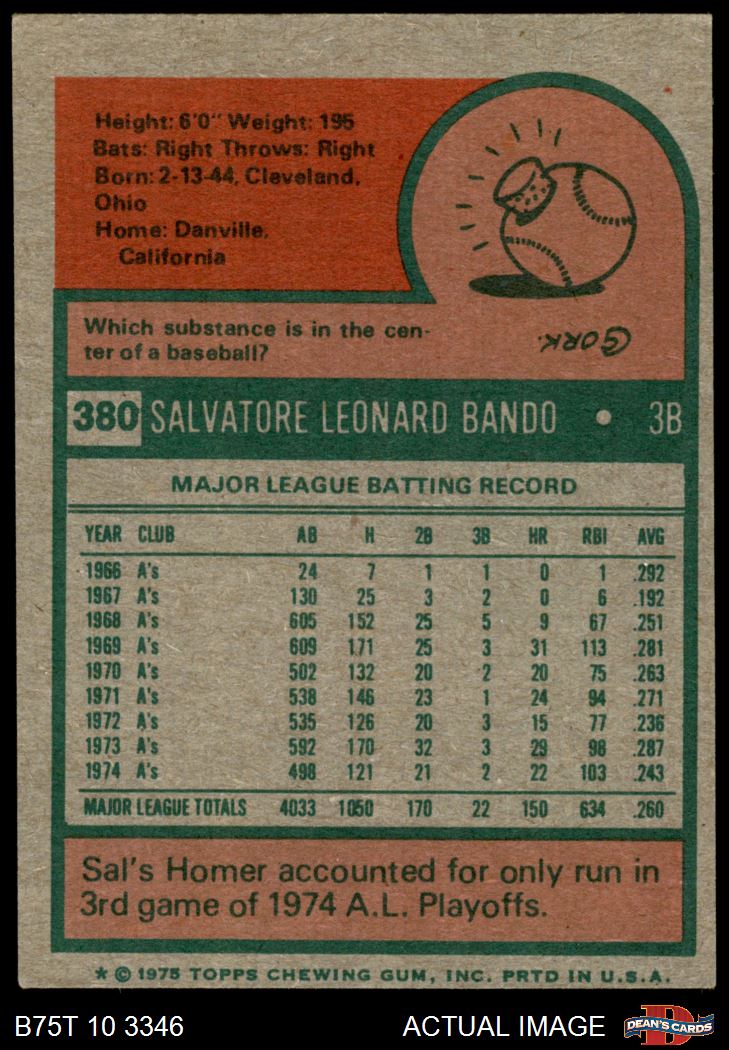 Height: 6'0" Weight: 195
Bats: Right Throws: Right
Born: 2-13-44, Cleveland,
Ohio
Home: Danville,
California
Which substance is in the cen-
ter of a baseball?
CORK.
380 SALVATORE LEONARD BANDO • 3B
MAJOR LEAGUE BATTING RECORD
YEAR CLUB AB H 2B 3B HR RBI AVG
1966 A's 24 7 1 1 0 1 .292
1967 A's 130 25 3 2 0 6 .192
1968 A's 605 152 25 5 9 67 .251
1969 A's 609 171 25 3 31 113 .281
1970 A's 502 132 20 2 20 75 .263
1971 A's 538 146 23 1 24 94 .271
1972 A's 535 126 20 3 15 77 .236
1973 A's 592 170 32 3 29 98 .287
1974 A's 498 121 21 2 22 103 .243
MAJOR LEAGUE TOTALS 4033 1050 170 22 150 634 .260
Sal's Homer accounted for only run in
3rd game of 1974 A.L. Playoffs.
* © 1975 TOPPS CHEWING GUM, INC. PRTD IN U.S.A.
B75T 10 3346 ACTUAL IMAGE D DEAN'S CARDS